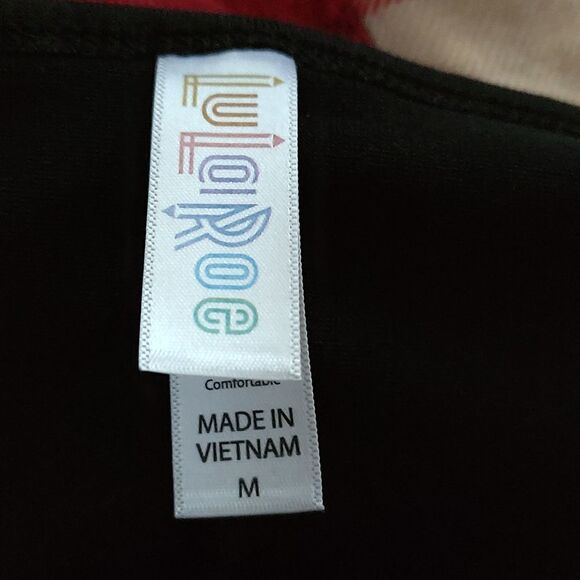 LuLaRoe
Comfortable
MADE IN
VIETNAM
M